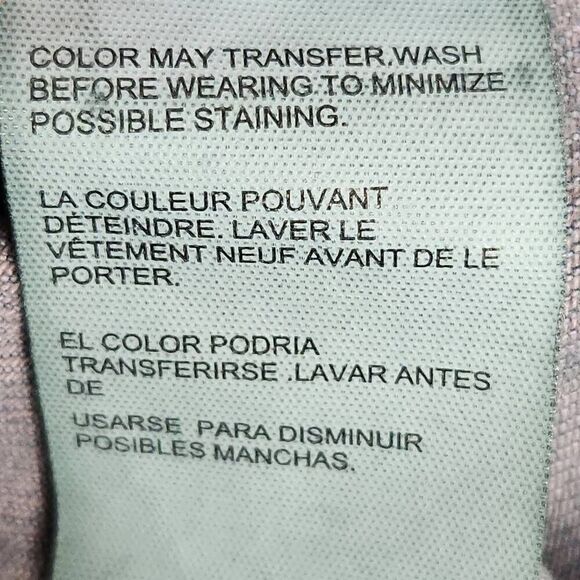 COLOR MAY TRANSFER.WASH
BEFORE WEARING TO MINIMIZE
POSSIBLE STAINING.
LA COULEUR POUVANT
DÉTEINDRE. LAVER LE
VÊTEMENT NEUF AVANT DE LE
PORTER.
EL COLOR PODRIA
TRANSFERIRSE .LAVAR ANTES
DE
USARSE PARA DISMINUIR
POSIBLES MANCHAS.